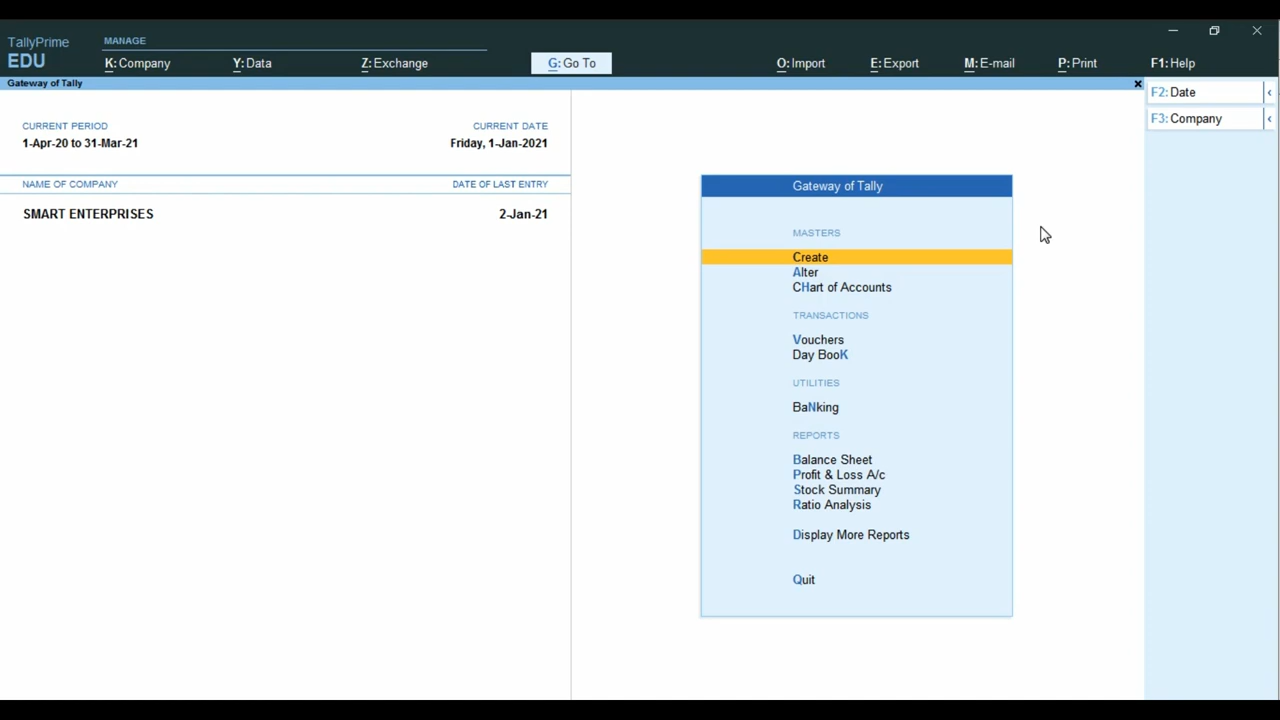 TallyPrime
EDU
MANAGE
K: Company
Y: Data
Z: Exchange
G: Go To
O: Import
E: Export
M: E-mail
P: Print
F1: Help
Gateway of Tally
F2: Date
F3: Company
CURRENT PERIOD
CURRENT DATE
1-Apr-20 to 31-Mar-21
Friday, 1-Jan-2021
NAME OF COMPANY
DATE OF LAST ENTRY
SMART ENTERPRISES
2-Jan-21
Gateway of Tally
MASTERS
Create
Alter
CHart of Accounts
TRANSACTIONS
Vouchers
Day BooK
UTILITIES
BaNking
REPORTS
Balance Sheet
Profit & Loss A/c
Stock Summary
Ratio Analysis
Display More Reports
Quit